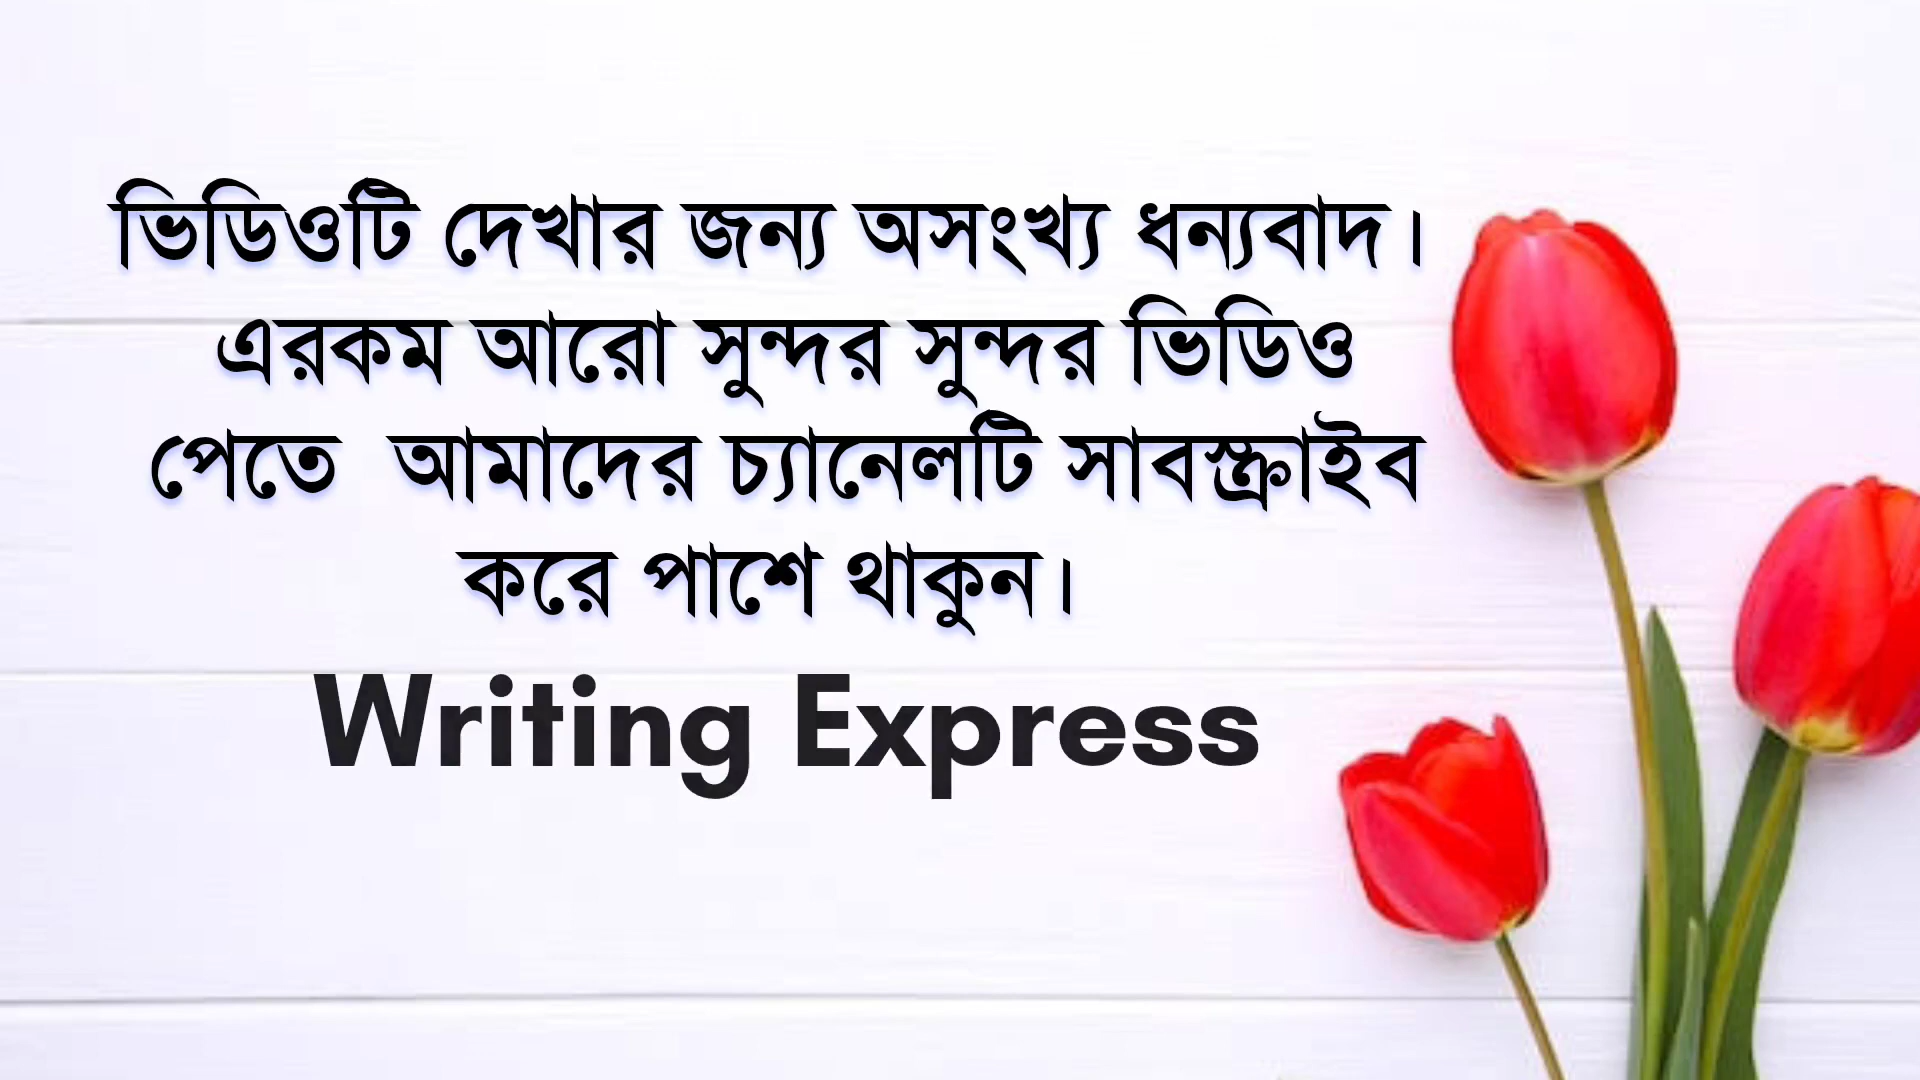 ভিডিওটি দেখার জন্য অসংখ্য ধন্যবাদ।
এরকম আরো সুন্দর সুন্দর ভিডিও
পেতে  আমাদের চ্যানেলটি সাবস্ক্রাইব
করে পাশে থাকুন।
Writing Express